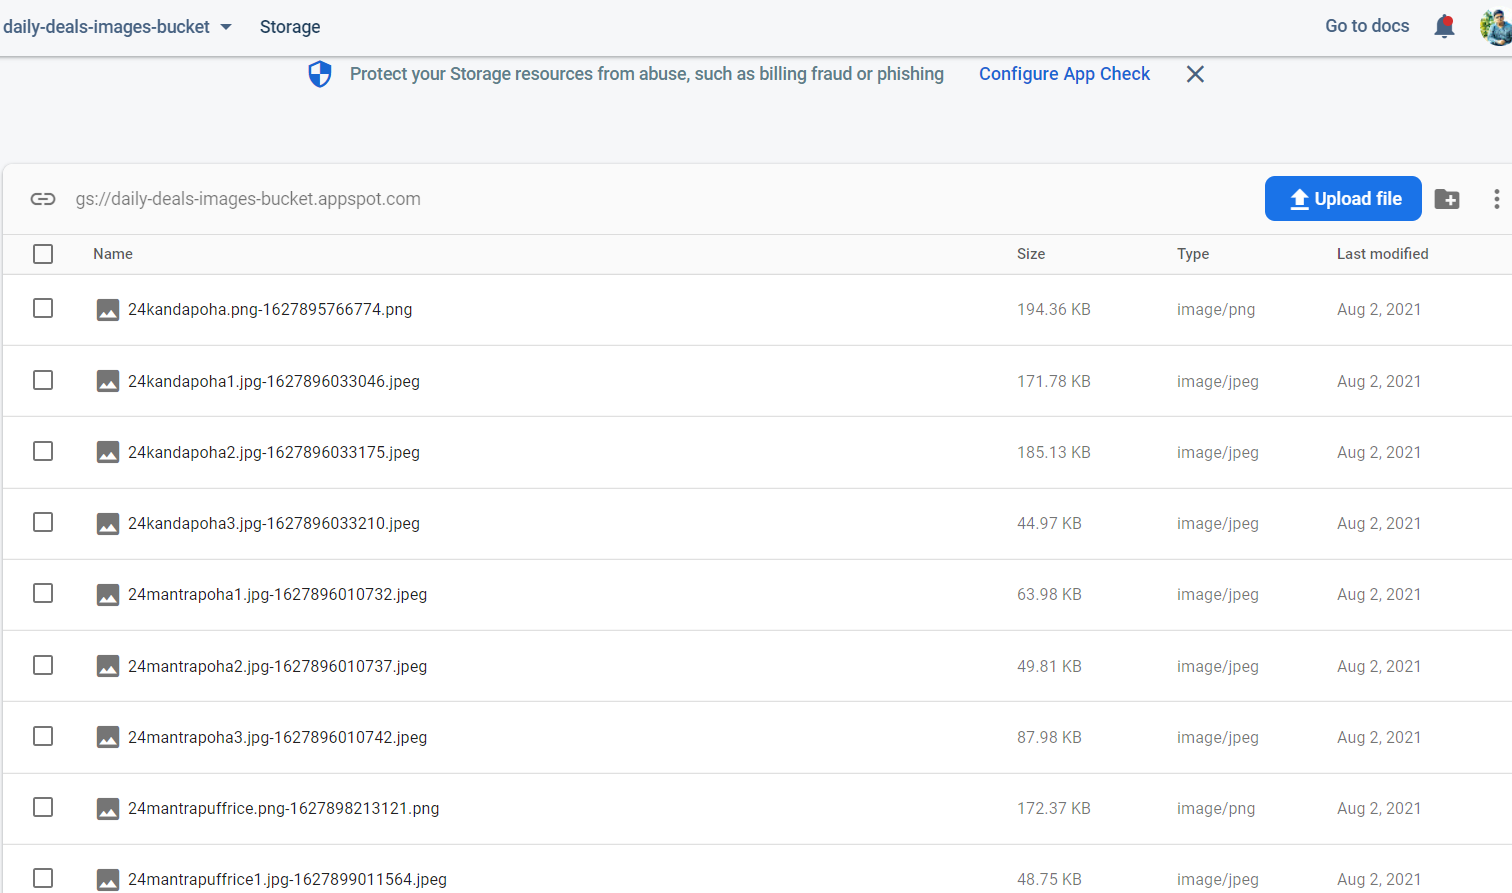 daily-deals-images-bucket Storage Go to docs
Protect your Storage resources from abuse, such as billing fraud or phishing Configure App Check
gs://daily-deals-images-bucket.appspot.com Upload file
Name Size Type Last modified
24kandapoha.png-1627895766774.png 194.36 KB image/png Aug 2, 2021
24kandapoha1.jpg-1627896033046.jpeg 171.78 KB image/jpeg Aug 2, 2021
24kandapoha2.jpg-1627896033175.jpeg 185.13 KB image/jpeg Aug 2, 2021
24kandapoha3.jpg-1627896033210.jpeg 44.97 KB image/jpeg Aug 2, 2021
24mantrapoha1.jpg-1627896010732.jpeg 63.98 KB image/jpeg Aug 2, 2021
24mantrapoha2.jpg-1627896010737.jpeg 49.81 KB image/jpeg Aug 2, 2021
24mantrapoha3.jpg-1627896010742.jpeg 87.98 KB image/jpeg Aug 2, 2021
24mantrapuffrice.png-1627898213121.png 172.37 KB image/png Aug 2, 2021
24mantrapuffrice1.jpg-1627899011564.jpeg 48.75 KB image/jpeg Aug 2, 2021